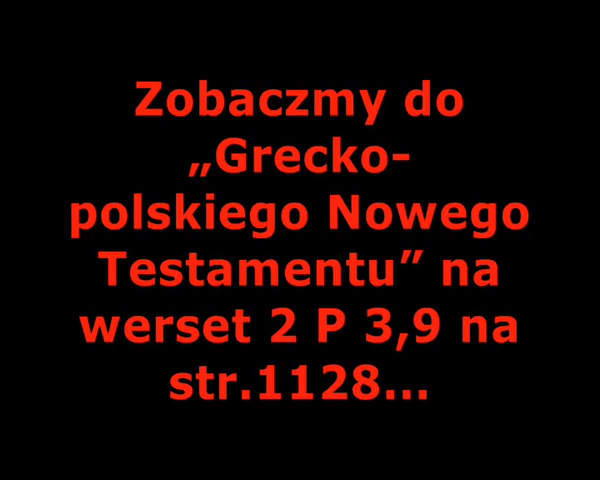 Zobaczmy do
„Grecko-
polskiego Nowego
Testamentu” na
werset 2 P 3,9 na
str.1128...